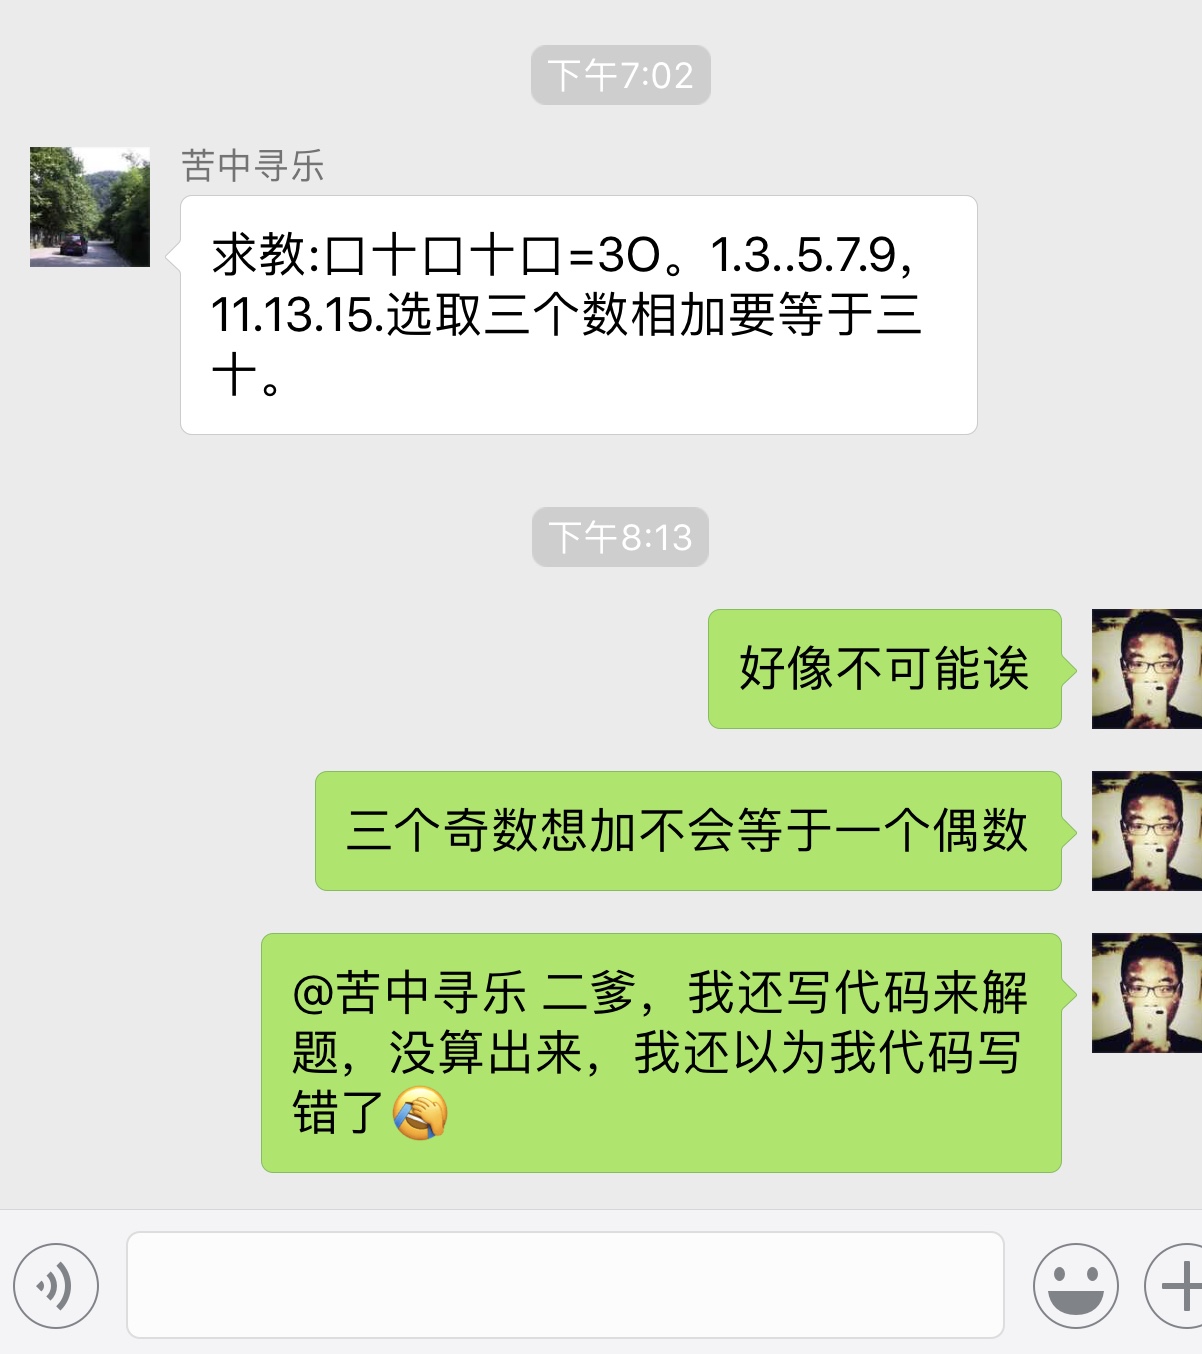 下午7:02
苦中寻乐
求教:口十口十口=3O。1.3..5.7.9,
11.13.15.选取三个数相加要等于三
十。
下午8:13
好像不可能诶
三个奇数想加不会等于一个偶数
@苦中寻乐 二爹，我还写代码来解
题，没算出来，我还以为我代码写
错了🤦